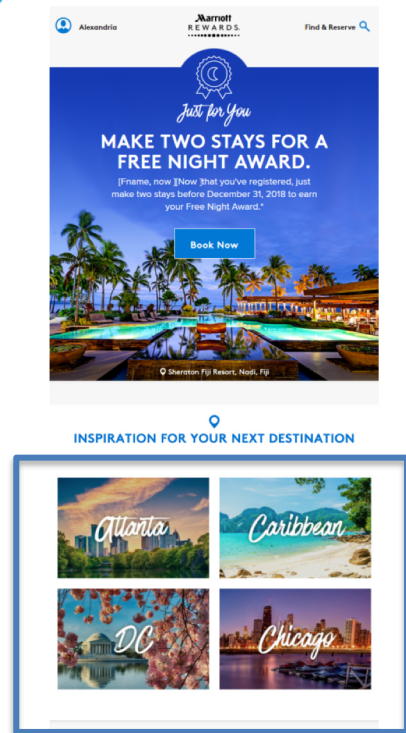 Alexandria
Marriott
REWARDS.
Find & Reserve
Just for You
MAKE TWO STAYS FOR A
FREE NIGHT AWARD.
[Fname, now ][Now ]that you've registered, just
make two stays before December 31, 2018 to earn
your Free Night Award.*
Book Now
Sheraton Fiji Resort, Nadi, Fiji
INSPIRATION FOR YOUR NEXT DESTINATION
Atlanta
Caribbean
DC
Chicago